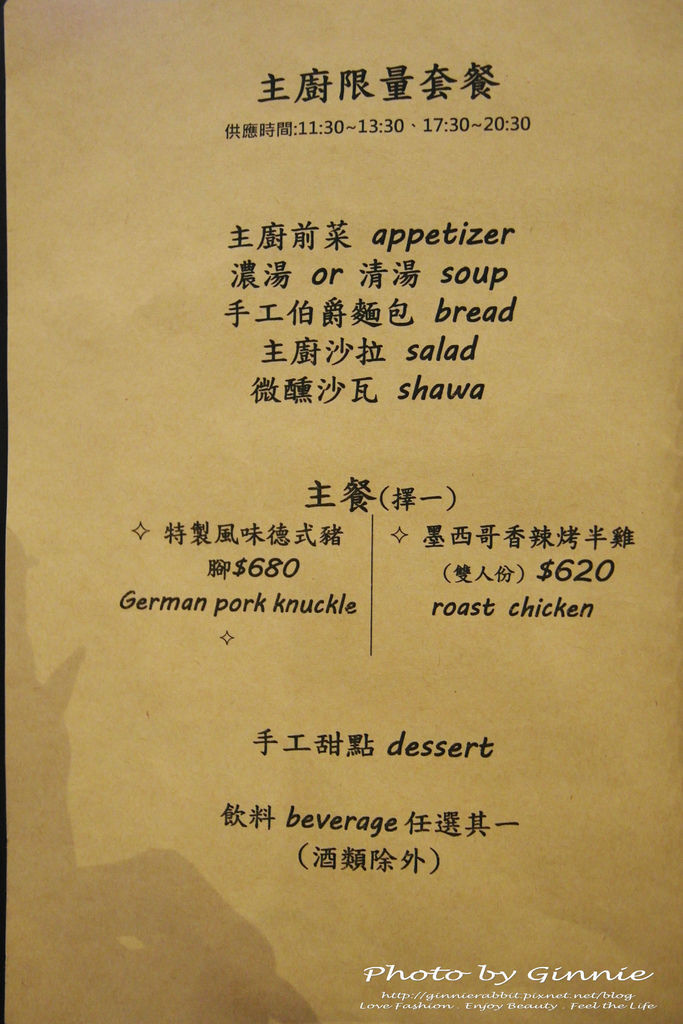 主廚限量套餐
供應時間:11:30~13:30、17:30~20:30
主廚前菜 appetizer
濃湯 or 清湯 soup
手工伯爵麵包 bread
主廚沙拉 salad
微醺沙瓦 shawa
主餐(擇一)
✧ 特製風味德式豬
腳$680
German pork knuckle
✧
✧ 墨西哥香辣烤半雞
（雙人份）$620
roast chicken
手工甜點 dessert
飲料 beverage 任選其一
（酒類除外）
Photo by Ginnie
http://ginnierabbit.pixnet.net/blog
Love Fashion . Enjoy Beauty . Feel the Life